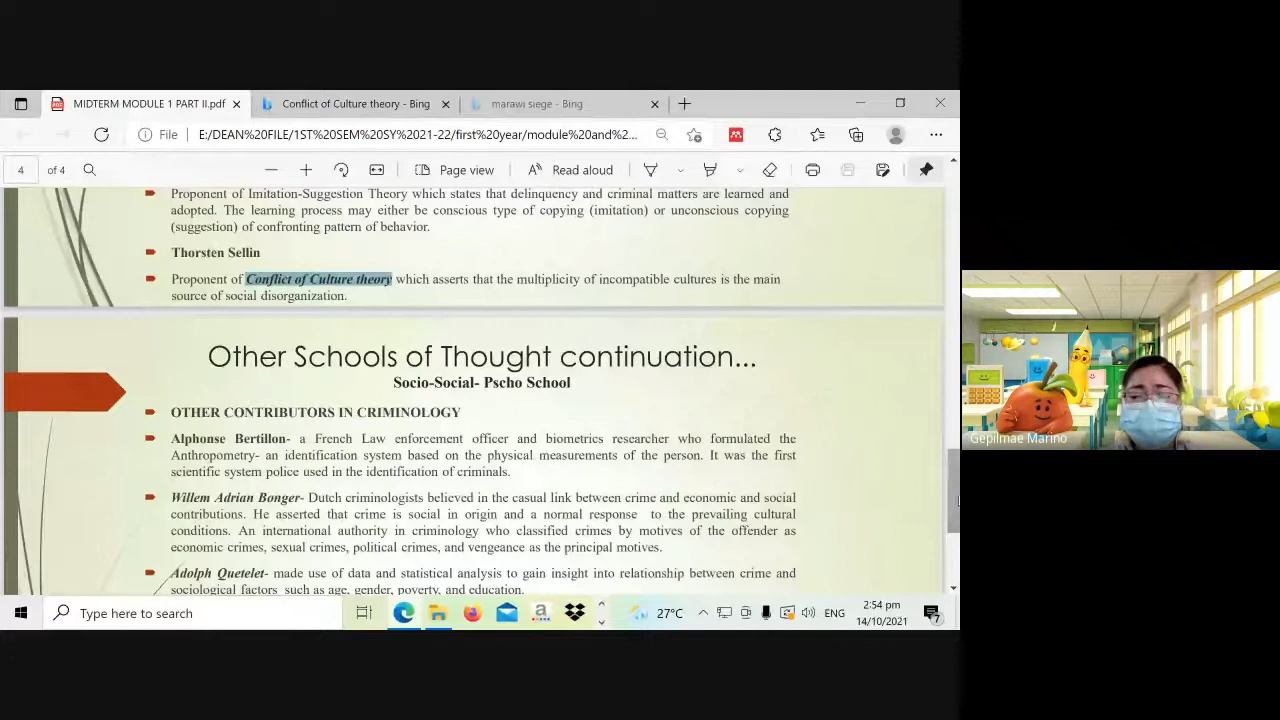 MIDTERM MODULE 1 PART II.pdf
Conflict of Culture theory - Bing
marawi siege - Bing
File
E:/DEAN%20FILE/1ST%20SEM%20SY%2021-22/first%20year/module%20and%2...
4
of 4
Page view
Read aloud
Proponent of Imitation-Suggestion Theory which states that delinquency and criminal matters are learned and
adopted. The learning process may either be conscious type of copying (imitation) or unconscious copying
(suggestion) of confronting pattern of behavior.
Thorsten Sellin
Proponent of Conflict of Culture theory which asserts that the multiplicity of incompatible cultures is the main
source of social disorganization.
Other Schools of Thought continuation...
Socio-Social- Pscho School
OTHER CONTRIBUTORS IN CRIMINOLOGY
Alphonse Bertillon- a French Law enforcement officer and biometrics researcher who formulated the
Anthropometry- an identification system based on the physical measurements of the person. It was the first
scientific system police used in the identification of criminals.
Willem Adrian Bonger- Dutch criminologists believed in the casual link between crime and economic and social
contributions. He asserted that crime is social in origin and a normal response to the prevailing cultural
conditions. An international authority in criminology who classified crimes by motives of the offender as
economic crimes, sexual crimes, political crimes, and vengeance as the principal motives.
Adolph Quetelet- made use of data and statistical analysis to gain insight into relationship between crime and
sociological factors such as age, gender, poverty, and education.
Gepilmae Marino
Type here to search
27°C
ENG
2:54 pm
14/10/2021
7